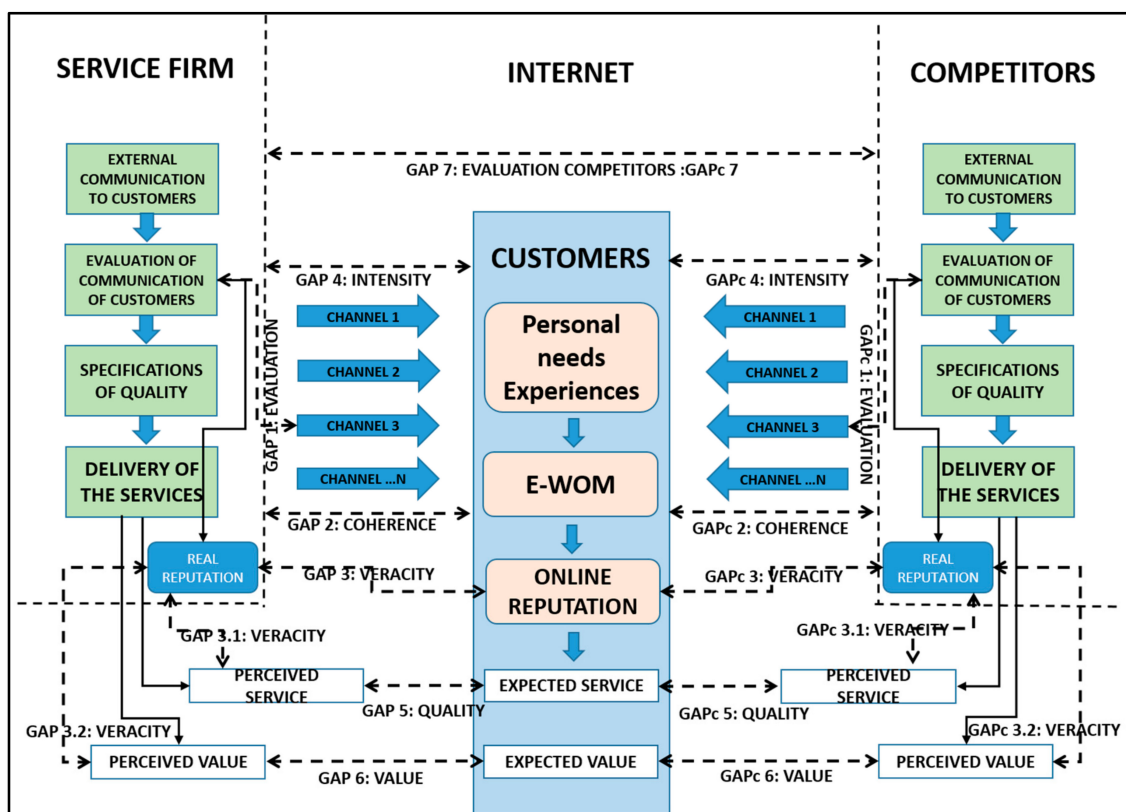 SERVICE FIRM
INTERNET
COMPETITORS
EXTERNAL
COMMUNICATION
TO CUSTOMERS
EVALUATION OF
COMMUNICATION
OF CUSTOMERS
SPECIFICATIONS
OF QUALITY
DELIVERY OF
THE SERVICES
REAL
REPUTATION
GAP 7: EVALUATION COMPETITORS :GAPc 7
GAP 4: INTENSITY
CHANNEL 1
CHANNEL 2
CHANNEL 3
CHANNEL ...N
GAP 1: EVALUATION
GAP 2: COHERENCE
GAP 3: VERACITY
GAP 3.1: VERACITY
PERCEIVED
SERVICE
GAP 5: QUALITY
GAP 3.2: VERACITY
PERCEIVED VALUE
GAP 6: VALUE
CUSTOMERS
Personal
needs
Experiences
E-WOM
ONLINE
REPUTATION
EXPECTED SERVICE
EXPECTED VALUE
GAPc 4: INTENSITY
CHANNEL 1
CHANNEL 2
CHANNEL 3
CHANNEL ...N
GAPc 1: EVALUATION
GAPc 2: COHERENCE
GAPc 3: VERACITY
GAPc 3.1: VERACITY
PERCEIVED
SERVICE
GAPc 5: QUALITY
GAPc 3.2: VERACITY
PERCEIVED VALUE
GAPc 6: VALUE
EXTERNAL
COMMUNICATION
TO CUSTOMERS
EVALUATION OF
COMMUNICATION
OF CUSTOMERS
SPECIFICATIONS
OF QUALITY
DELIVERY OF
THE SERVICES
REAL
REPUTATION